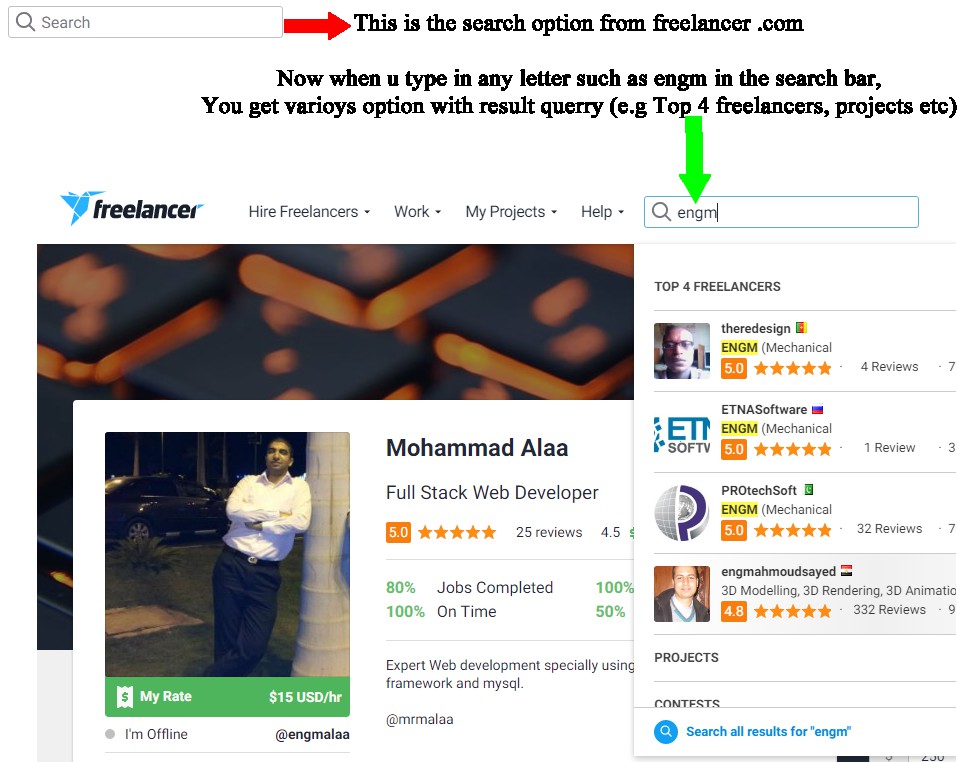 Search
This is the search option from freelancer .com
Now when u type in any letter such as engm in the search bar,
You get varioys option with result querry (e.g Top 4 freelancers, projects etc)
freelancer
Hire Freelancers
Work
My Projects
Help
engm
Mohammad Alaa
Full Stack Web Developer
5.0
25 reviews
4.5
80% Jobs Completed 100%
100% On Time 50%
Expert Web development specially using
framework and mysql.
@mrmalaa
$ My Rate $15 USD/hr
I'm Offline @engmalaa
TOP 4 FREELANCERS
theredesign
ENGM (Mechanical
5.0 · 4 Reviews · 7
ETNASoftware
ENGM (Mechanical
5.0 · 1 Review · 3
ETN
SOFTW
PROtechSoft
ENGM (Mechanical
5.0 · 32 Reviews · 7
engmahmoudsayed
3D Modelling, 3D Rendering, 3D Animatio
4.8 · 332 Reviews · 9
PROJECTS
CONTESTS
Search all results for "engm"
$ 250